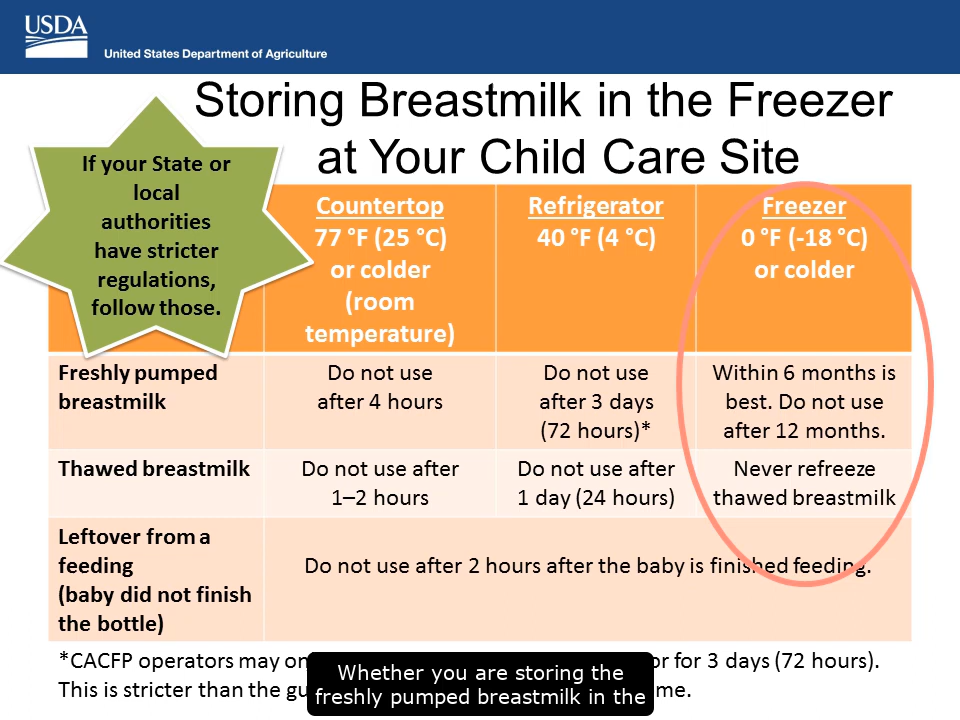 USDA
United States Department of Agriculture
Storing Breastmilk in the Freezer
at Your Child Care Site
If your State or
local
authorities
have stricter
regulations,
follow those.
Countertop
77 °F (25 °C)
or colder
(room
temperature)
Refrigerator
40 °F (4 °C)
Freezer
0 °F (-18 °C)
or colder
Freshly pumped
breastmilk
Do not use
after 4 hours
Do not use
after 3 days
(72 hours)*
Within 6 months is
best. Do not use
after 12 months.
Thawed breastmilk
Do not use after
1–2 hours
Do not use after
1 day (24 hours)
Never refreeze
thawed breastmilk
Leftover from a
feeding
(baby did not finish
the bottle)
Do not use after 2 hours after the baby is finished feeding.
*CACFP operators may or for 3 days (72 hours).
This is stricter than the
Whether you are storing the
freshly pumped breastmilk in the